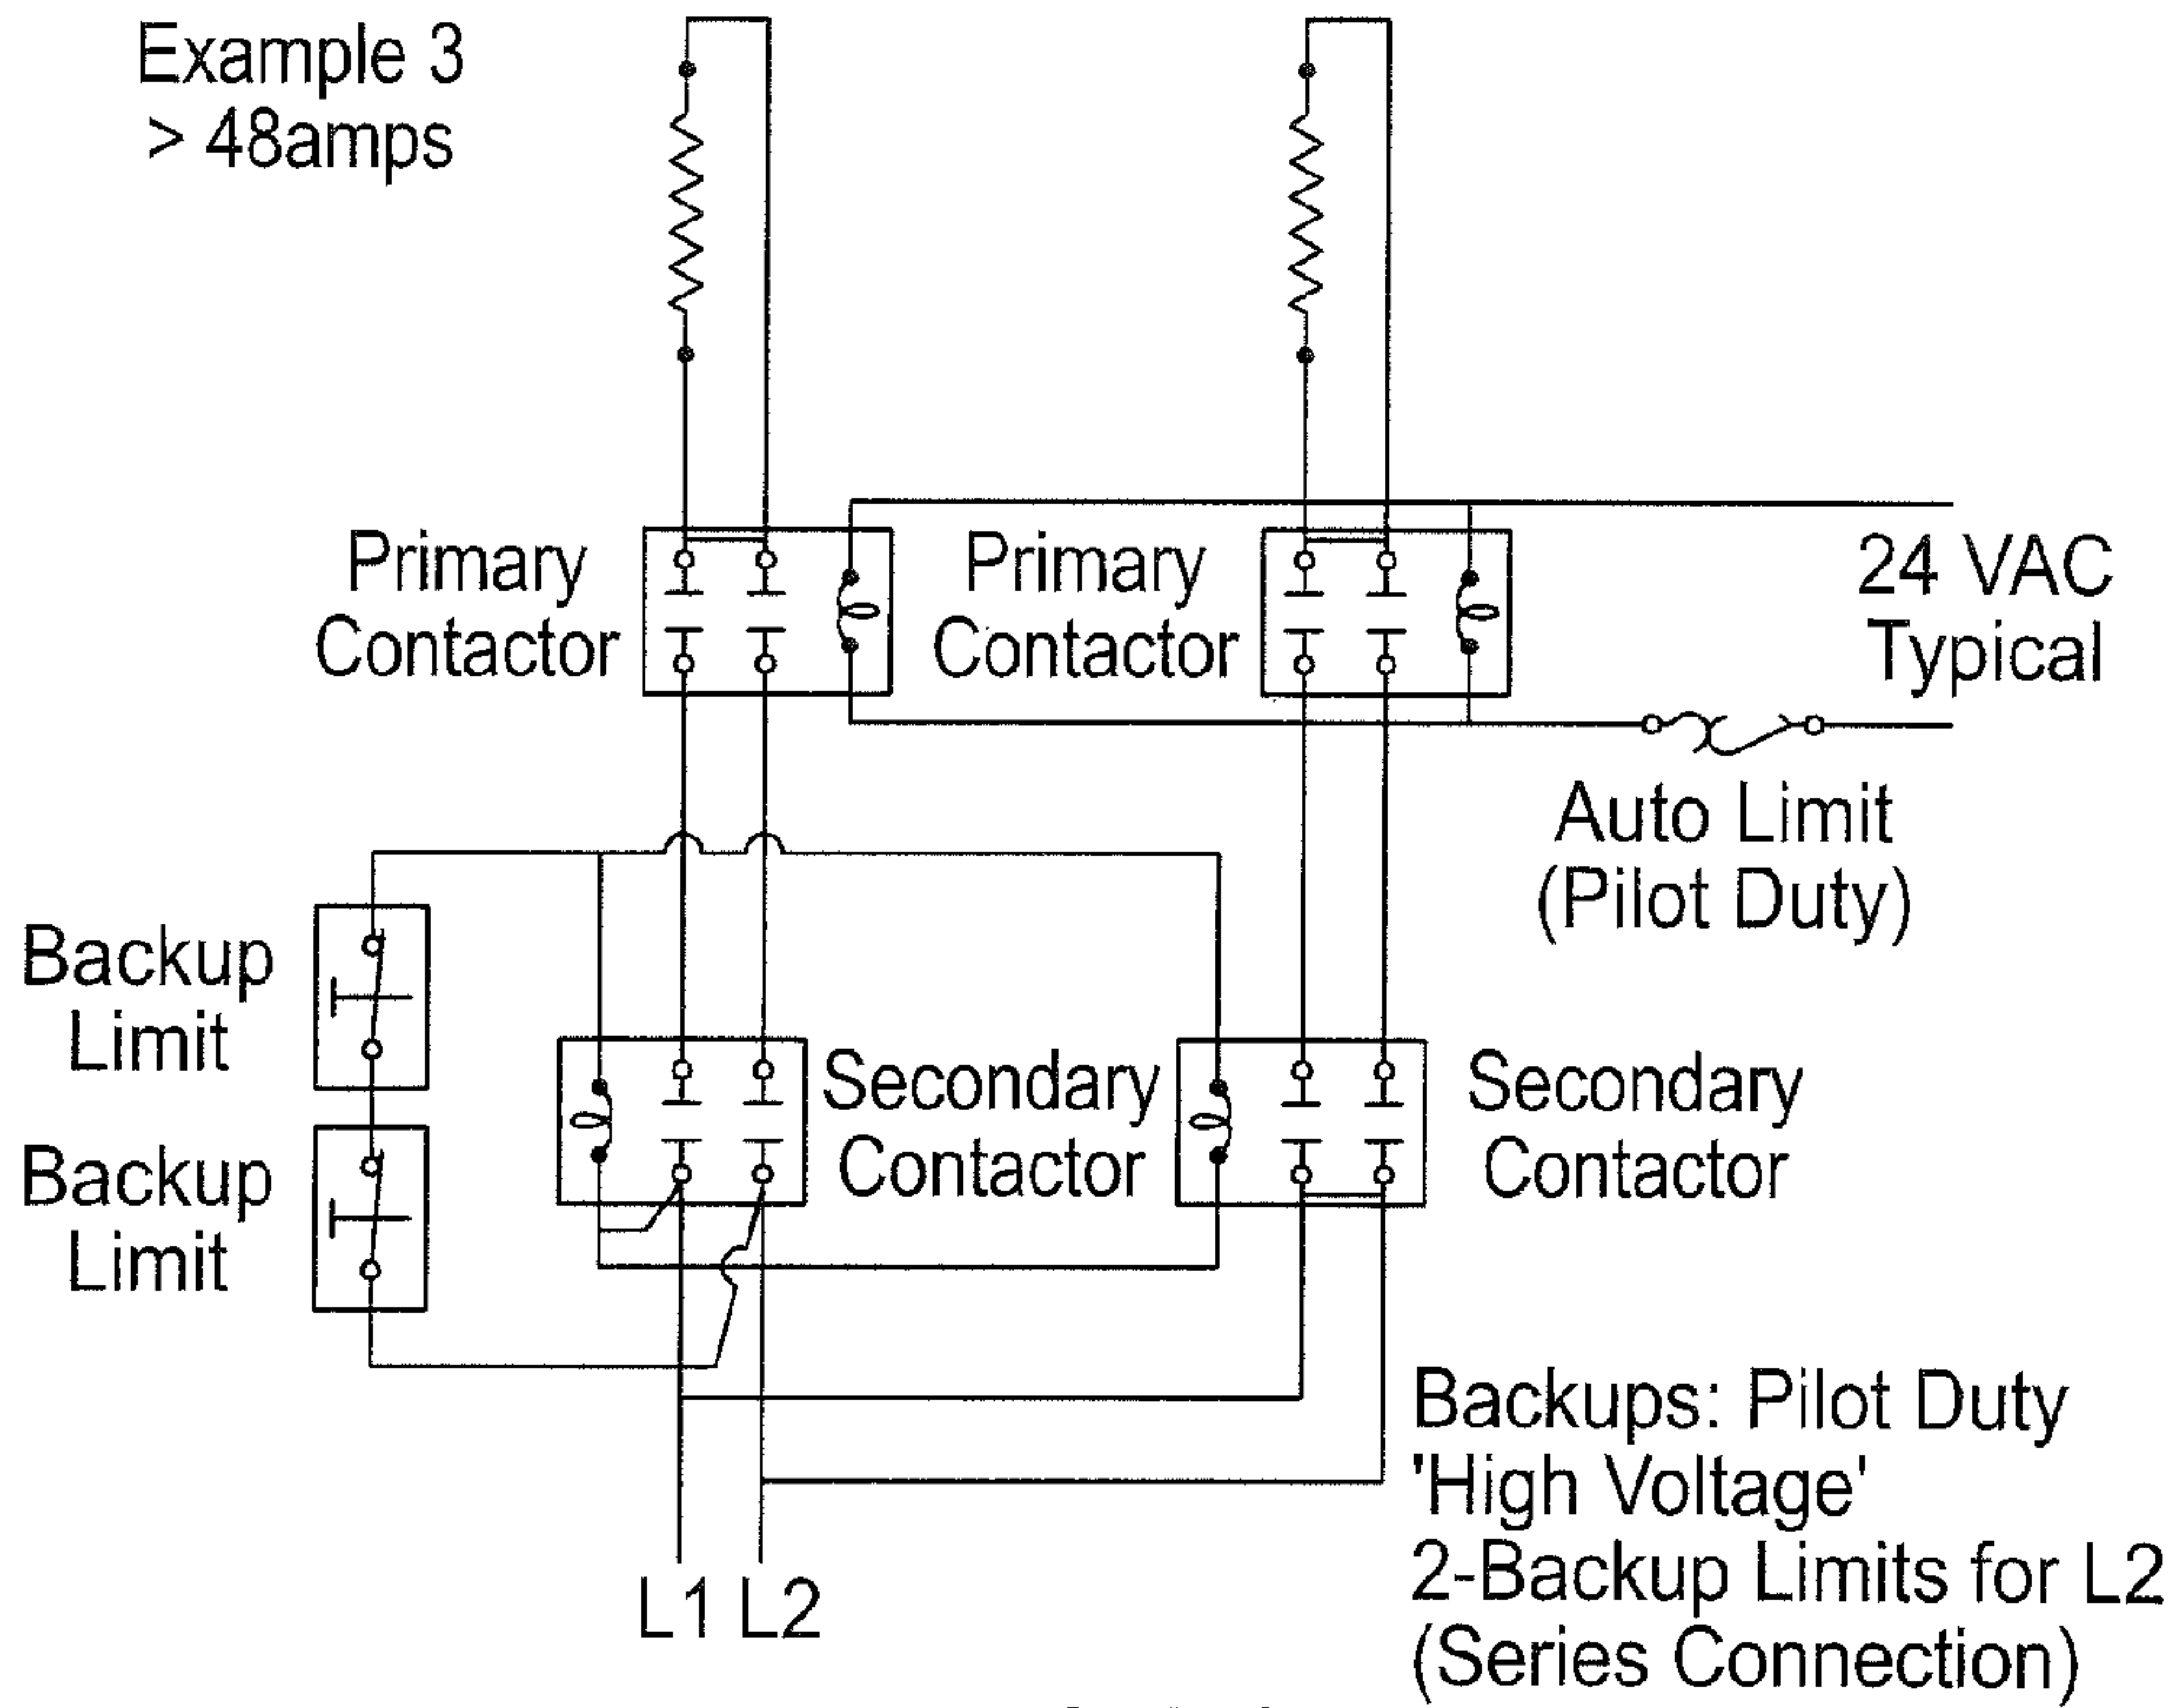 Example 3
> 48amps
Primary
Contactor
Primary
Contactor
24 VAC
Typical
Auto Limit
(Pilot Duty)
Backup
Limit
Backup
Limit
Secondary
Contactor
Secondary
Contactor
Backups: Pilot Duty
'High Voltage'
2-Backup Limits for L2
(Series Connection)
L1 L2